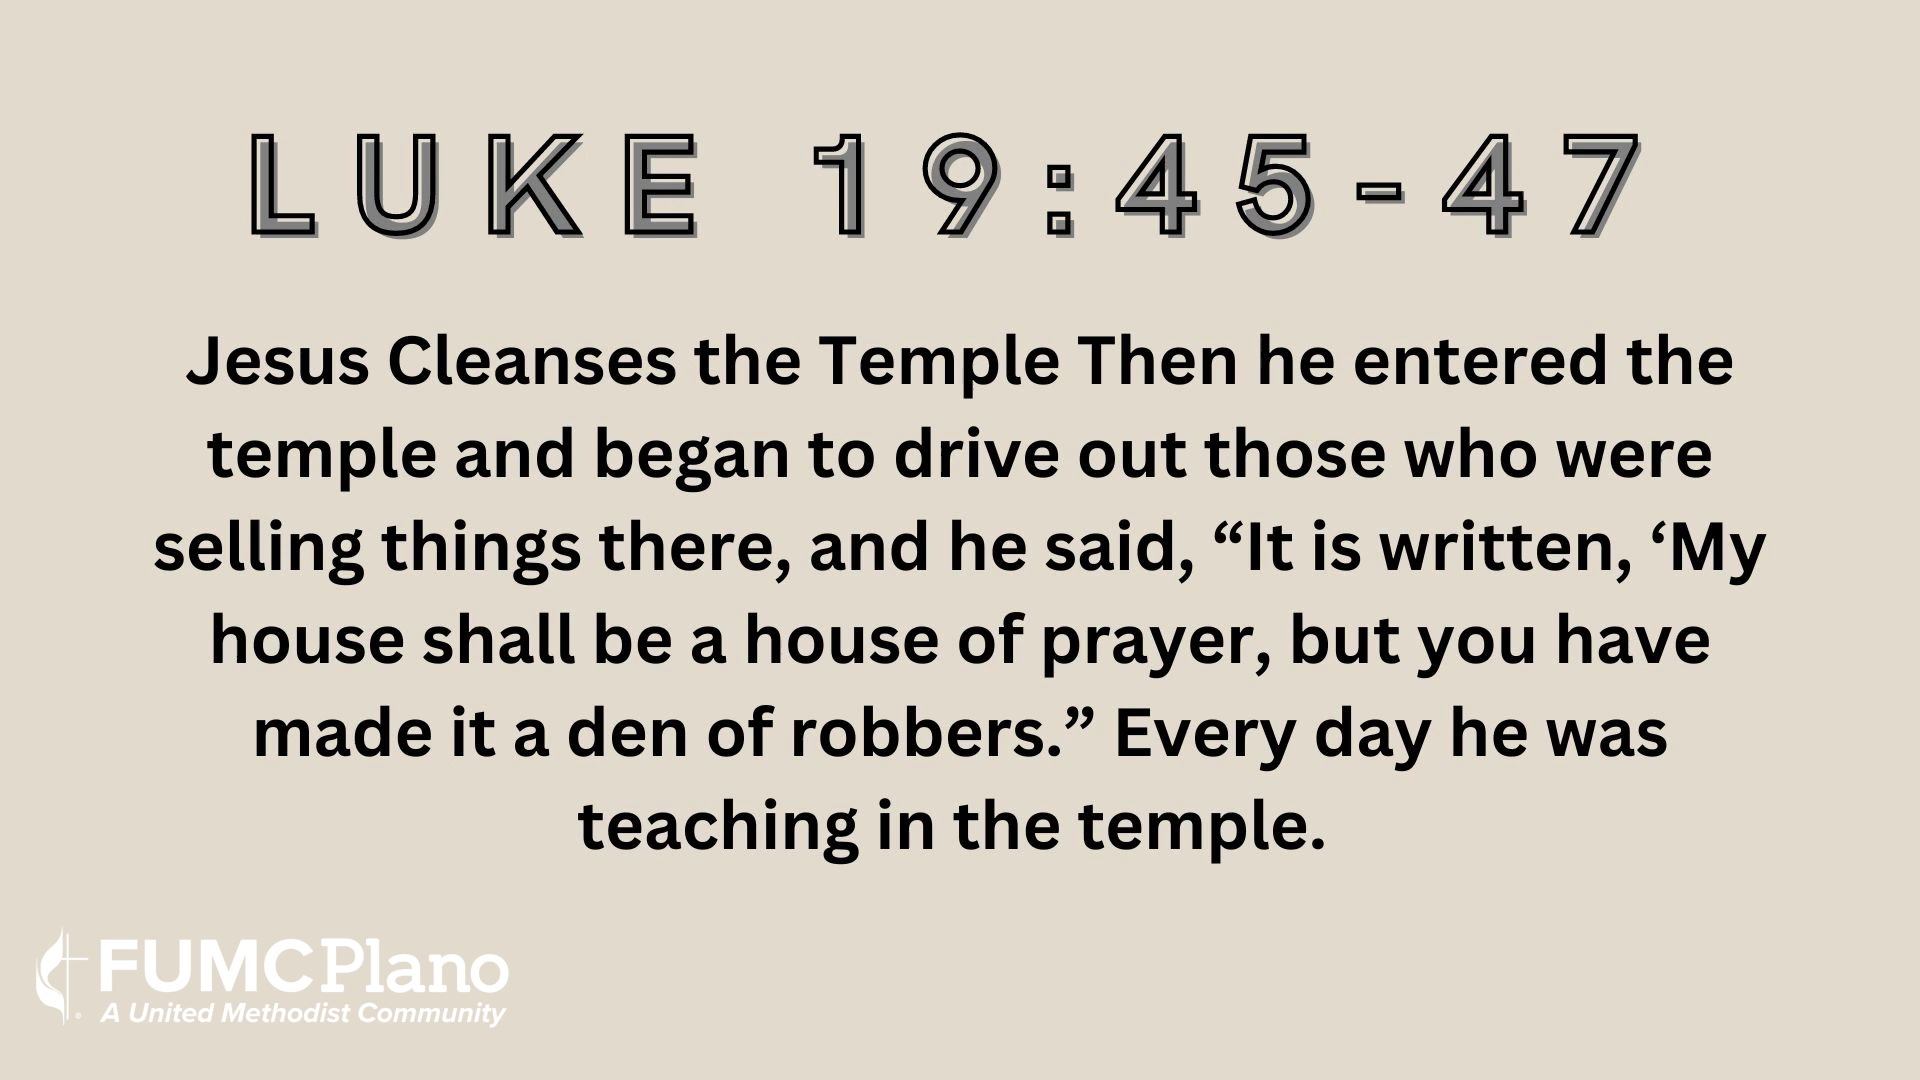 LUKE 19:45-47
Jesus Cleanses the Temple Then he entered the
temple and began to drive out those who were
selling things there, and he said, “It is written, ‘My
house shall be a house of prayer, but you have
made it a den of robbers.” Every day he was
teaching in the temple.
FUMCPlano
A United Methodist Community